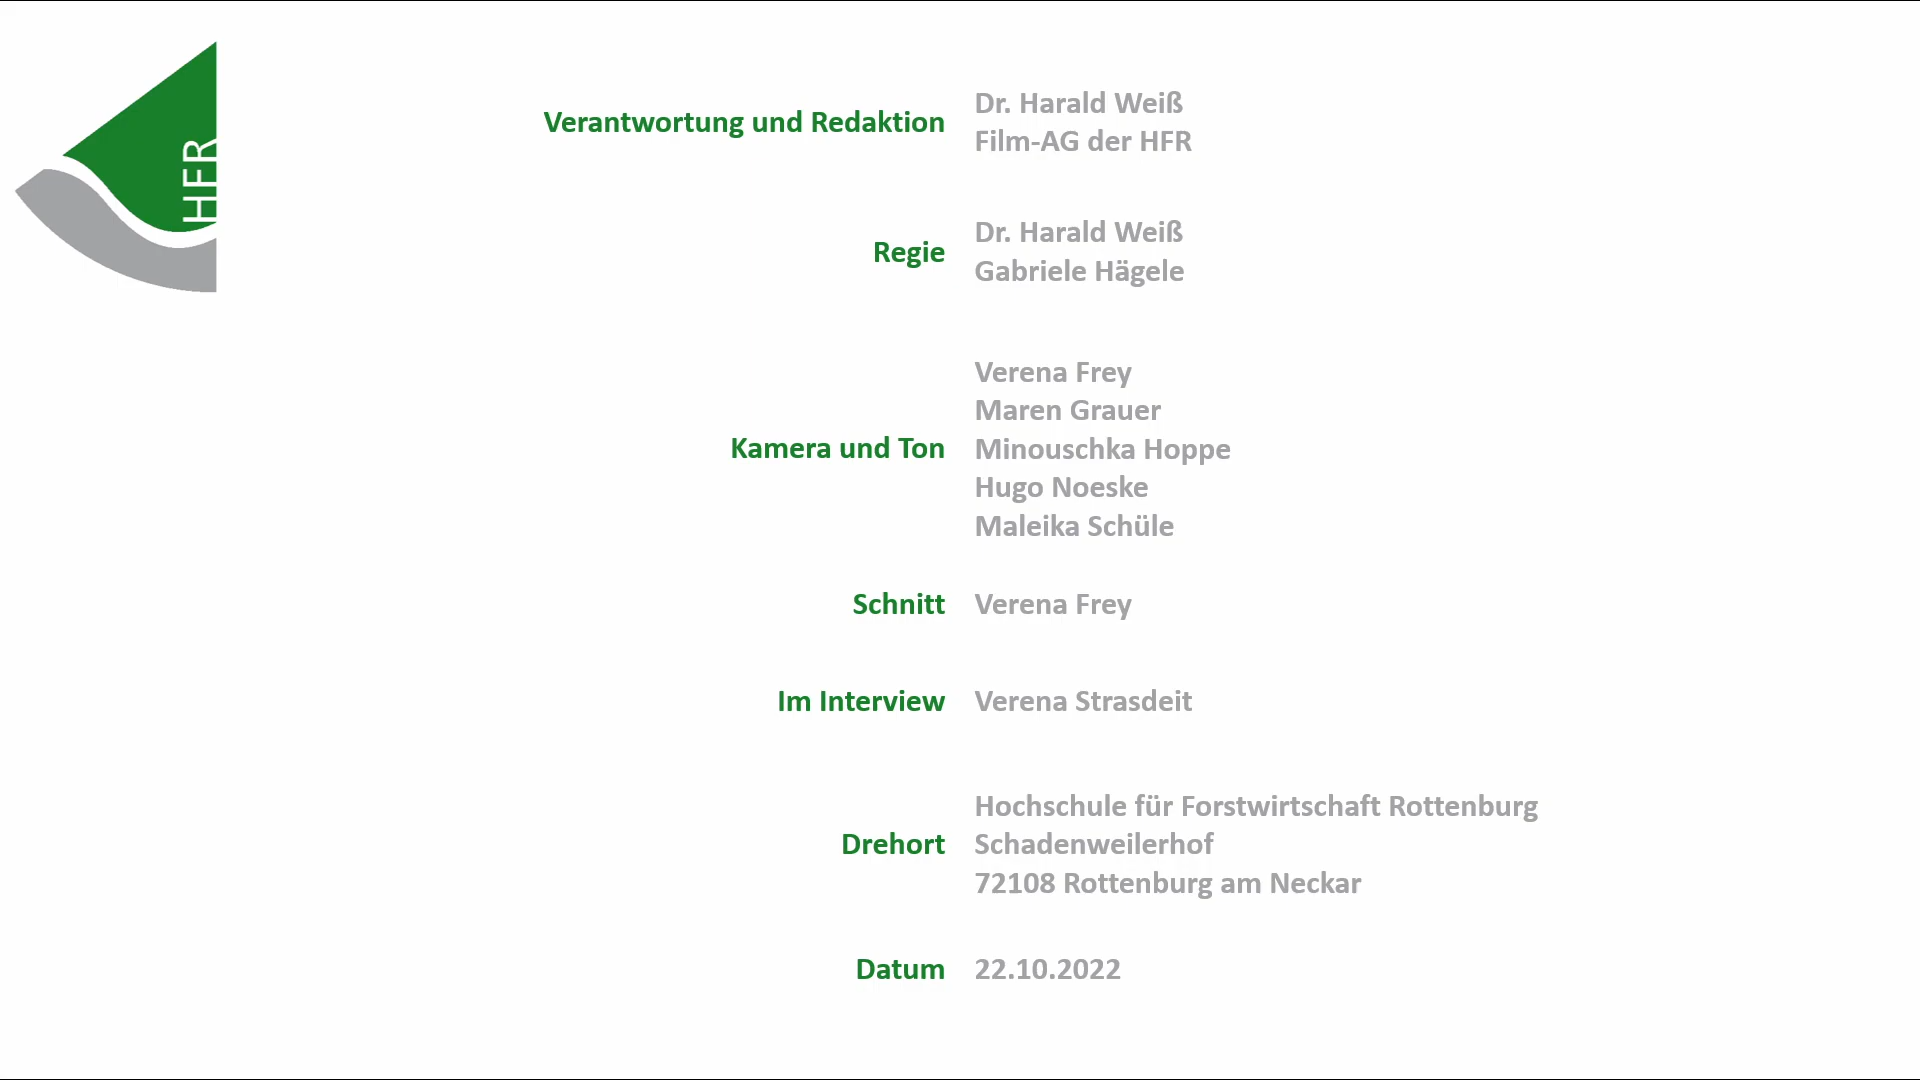 HFR
Verantwortung und Redaktion
Dr. Harald Weiß
Film-AG der HFR
Regie
Dr. Harald Weiß
Gabriele Hägele
Kamera und Ton
Verena Frey
Maren Grauer
Minouschka Hoppe
Hugo Noeske
Maleika Schüle
Schnitt
Verena Frey
Im Interview
Verena Strasdeit
Drehort
Hochschule für Forstwirtschaft Rottenburg
Schadenweilerhof
72108 Rottenburg am Neckar
Datum
22.10.2022